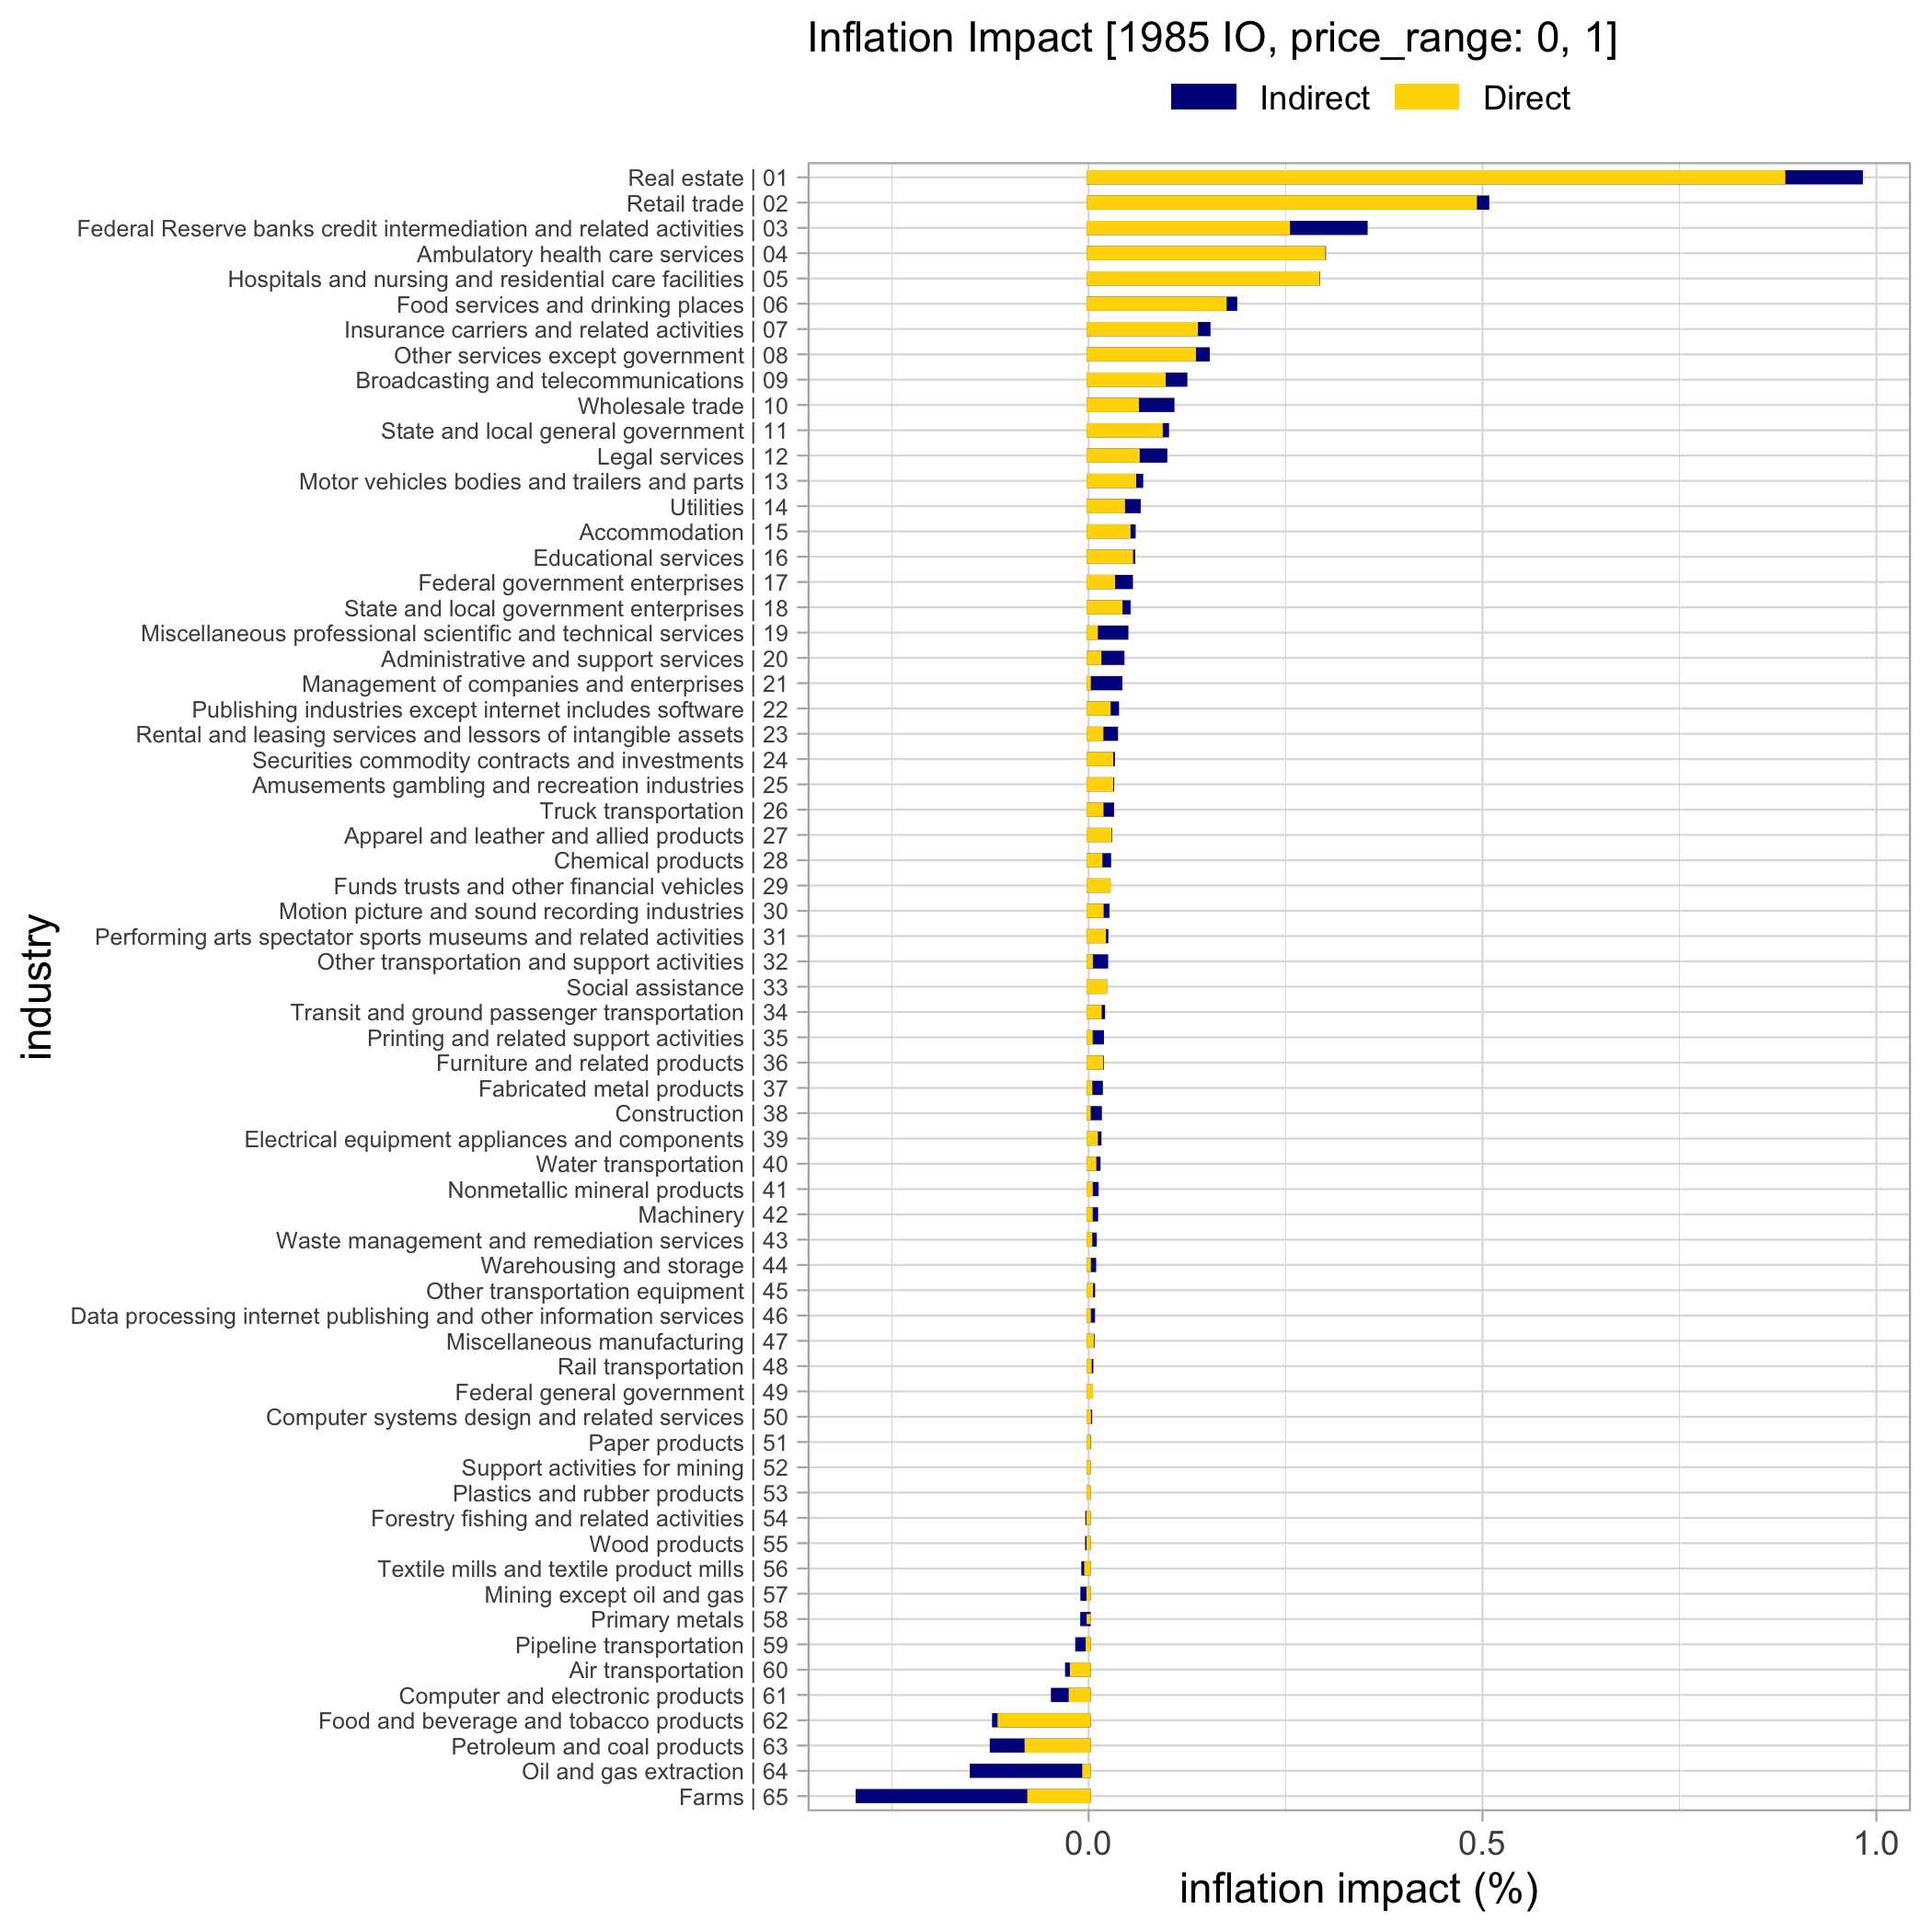 Inflation Impact [1985 IO, price_range: 0, 1]
Indirect Direct
industry
Real estate | 01
Retail trade | 02
Federal Reserve banks credit intermediation and related activities | 03
Ambulatory health care services | 04
Hospitals and nursing and residential care facilities | 05
Food services and drinking places | 06
Insurance carriers and related activities | 07
Other services except government | 08
Broadcasting and telecommunications | 09
Wholesale trade | 10
State and local general government | 11
Legal services | 12
Motor vehicles bodies and trailers and parts | 13
Utilities | 14
Accommodation | 15
Educational services | 16
Federal government enterprises | 17
State and local government enterprises | 18
Miscellaneous professional scientific and technical services | 19
Administrative and support services | 20
Management of companies and enterprises | 21
Publishing industries except internet includes software | 22
Rental and leasing services and lessors of intangible assets | 23
Securities commodity contracts and investments | 24
Amusements gambling and recreation industries | 25
Truck transportation | 26
Apparel and leather and allied products | 27
Chemical products | 28
Funds trusts and other financial vehicles | 29
Motion picture and sound recording industries | 30
Performing arts spectator sports museums and related activities | 31
Other transportation and support activities | 32
Social assistance | 33
Transit and ground passenger transportation | 34
Printing and related support activities | 35
Furniture and related products | 36
Fabricated metal products | 37
Construction | 38
Electrical equipment appliances and components | 39
Water transportation | 40
Nonmetallic mineral products | 41
Machinery | 42
Waste management and remediation services | 43
Warehousing and storage | 44
Other transportation equipment | 45
Data processing internet publishing and other information services | 46
Miscellaneous manufacturing | 47
Rail transportation | 48
Federal general government | 49
Computer systems design and related services | 50
Paper products | 51
Support activities for mining | 52
Plastics and rubber products | 53
Forestry fishing and related activities | 54
Wood products | 55
Textile mills and textile product mills | 56
Mining except oil and gas | 57
Primary metals | 58
Pipeline transportation | 59
Air transportation | 60
Computer and electronic products | 61
Food and beverage and tobacco products | 62
Petroleum and coal products | 63
Oil and gas extraction | 64
Farms | 65
0.0 0.5 1.0
inflation impact (%)